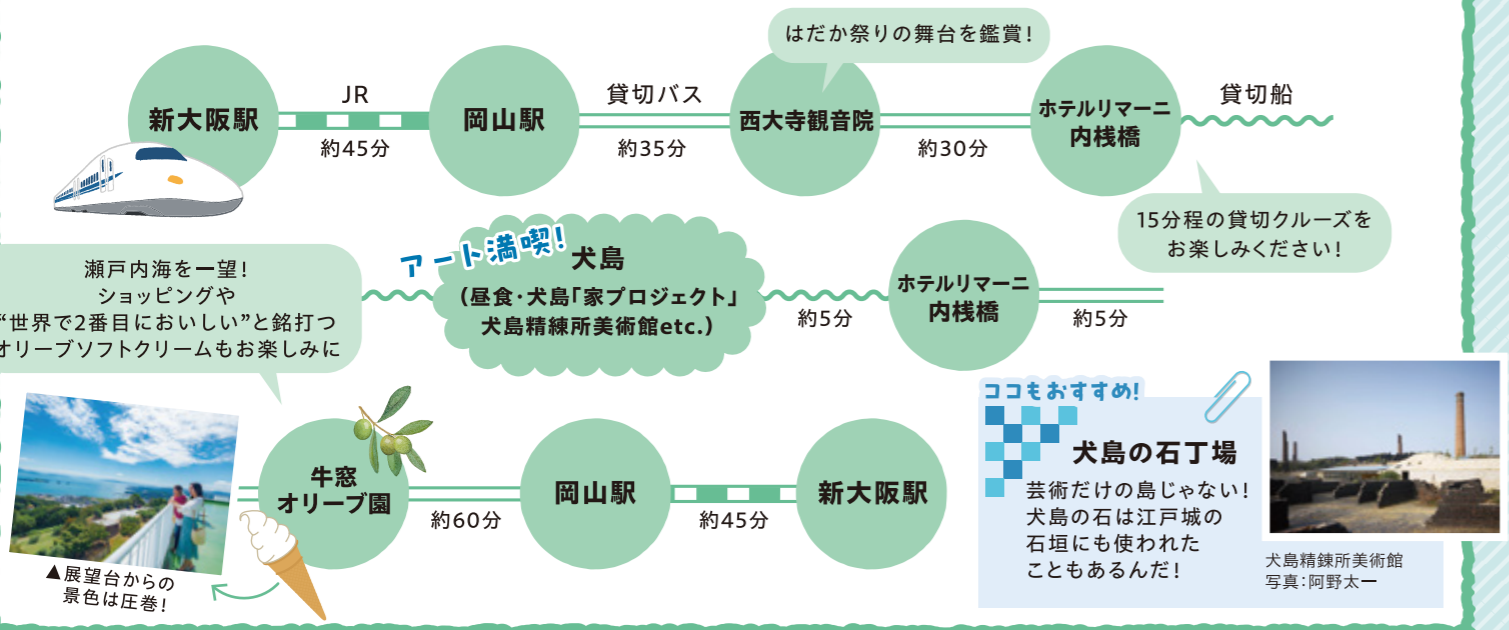 はだか祭りの舞台を鑑賞!
新大阪駅
JR
約45分
岡山駅
貸切バス
約35分
西大寺観音院
約30分
ホテルリマーニ
内桟橋
貸切船
15分程の貸切クルーズを
お楽しみください!
瀬戸内海を一望!
ショッピングや
“世界で2番目においしい”と銘打つ
オリーブソフトクリームもお楽しみに
アート満喫!
犬島
(昼食・犬島「家プロジェクト」
犬島精練所美術館etc.)
約5分
ホテルリマーニ
内桟橋
約5分
牛窓
オリーブ園
約60分
岡山駅
約45分
新大阪駅
▲展望台からの
景色は圧巻!
ココもおすすめ!
犬島の石丁場
芸術だけの島じゃない!
犬島の石は江戸城の
石垣にも使われた
こともあるんだ!
犬島精錬所美術館
写真:阿野太一